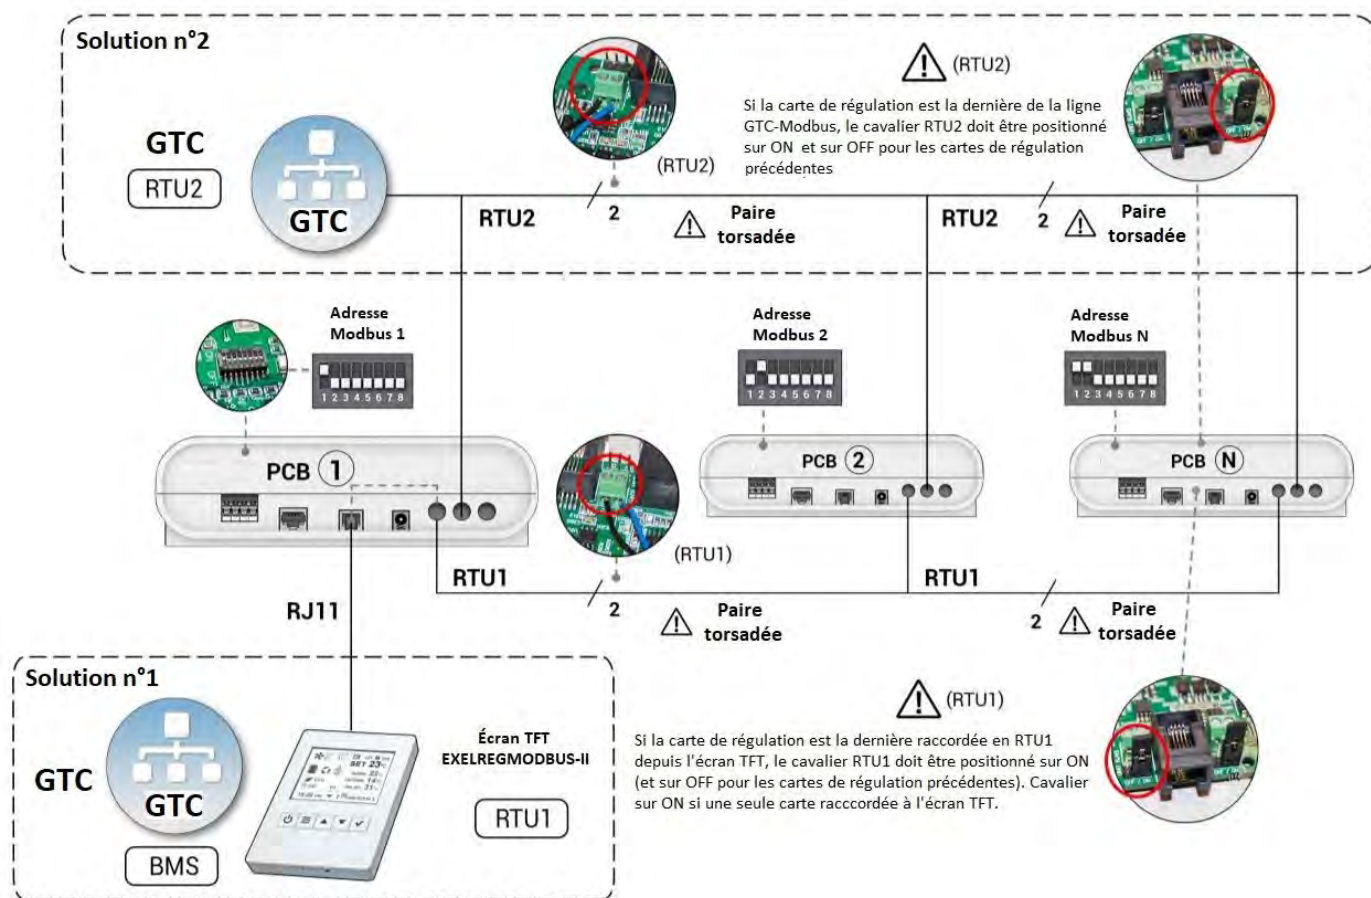 Solution n°2
GTC
RTU2
GTC
(RTU2)
(RTU2)
Si la carte de régulation est la dernière de la ligne
GTC-Modbus, le cavalier RTU2 doit être positionné
sur ON et sur OFF pour les cartes de régulation
précédentes
RTU2
2
Paire
torsadée
RTU2
2
Paire
torsadée
Adresse
Modbus 1
1 2 3 4 5 6 7 8
Adresse
Modbus 2
1 2 3 4 5 6 7 8
Adresse
Modbus N
1 2 3 4 5 6 7 8
PCB 1
PCB 2
PCB N
(RTU1)
RTU1
2
Paire
torsadée
RTU1
2
Paire
torsadée
RJ11
Solution n°1
GTC
GTC
BMS
Écran TFT
EXELREGMODBUS-II
RTU1
(RTU1)
Si la carte de régulation est la dernière raccordée en RTU1
depuis l'écran TFT, le cavalier RTU1 doit être positionné sur ON
(et sur OFF pour les cartes de régulation précédentes). Cavalier
sur ON si une seule carte racccordée à l'écran TFT.